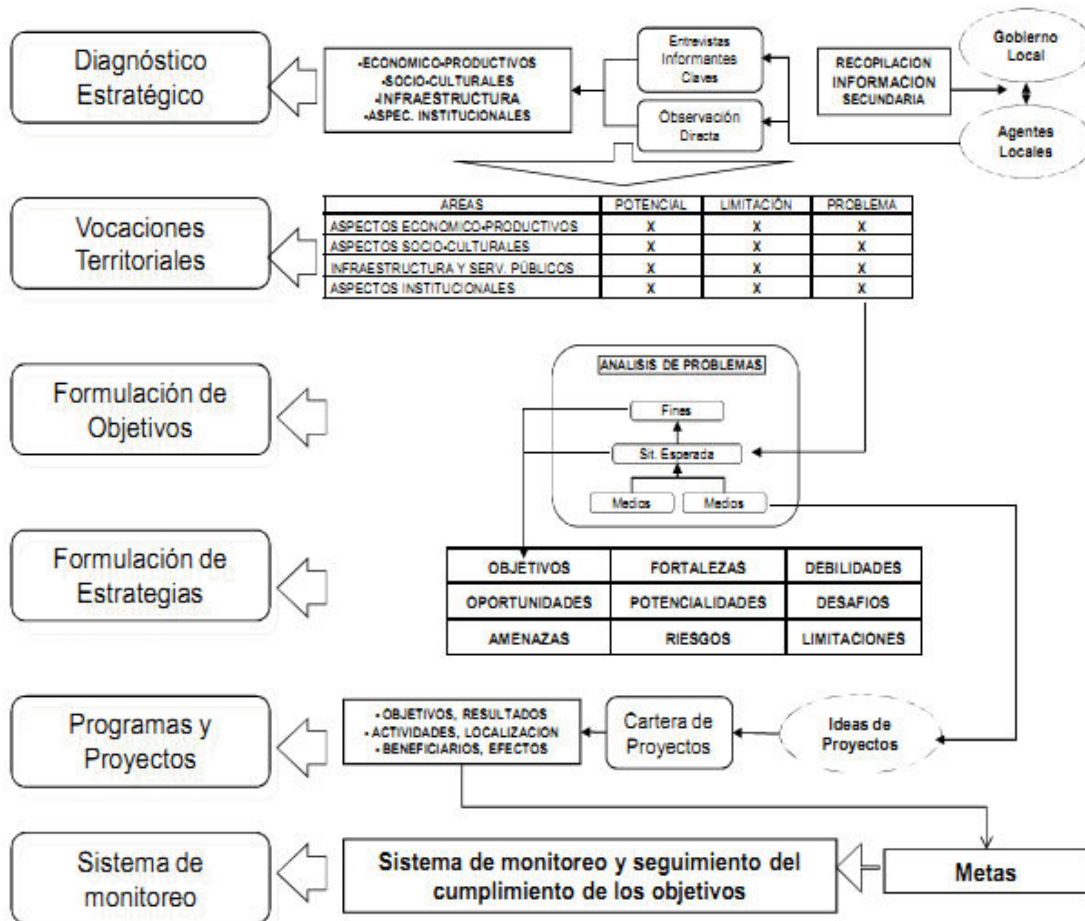 Diagnóstico
Estratégico
•ECONOMICO-PRODUCTIVOS
•SOCIO-CULTURALES
•INFRAESTRUCTURA
•ASPEC. INSTITUCIONALES
Entrevistas
Informantes
Claves
Observación
Directa
RECOPILACION
INFORMACION
SECUNDARIA
Gobierno
Local
Agentes
Locales
Vocaciones
Territoriales
AREAS POTENCIAL LIMITACIÓN PROBLEMA
ASPECTOS ECONOMICO-PRODUCTIVOS X X X
ASPECTOS SOCIO-CULTURALES X X X
INFRAESTRUCTURA Y SERV. PÚBLICOS X X X
ASPECTOS INSTITUCIONALES X X X
Formulación de
Objetivos
ANALISIS DE PROBLEMAS
Fines
Sit. Esperada
Medios Medios
Formulación de
Estrategias
OBJETIVOS FORTALEZAS DEBILIDADES
OPORTUNIDADES POTENCIALIDADES DESAFIOS
AMENAZAS RIESGOS LIMITACIONES
Programas y
Proyectos
• OBJETIVOS, RESULTADOS
• ACTIVIDADES, LOCALIZACION
• BENEFICIARIOS, EFECTOS
Cartera de
Proyectos
Ideas de
Proyectos
Sistema de
monitoreo
Sistema de monitoreo y seguimiento del
cumplimiento de los objetivos
Metas